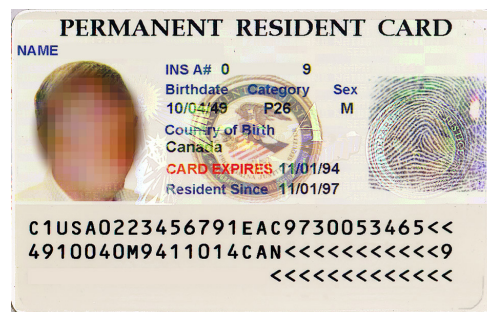 PERMANENT RESIDENT CARD
NAME
INS A# 0 9
Birthdate Category Sex
10/04/49 P26 M
Country of Birth
Canada
CARD EXPIRES 11/01/94
Resident Since 11/01/97
C1USA0223456791EAC9730053465<<
4910040M9411014CAN<<<<<<<<<<<9
<<<<<<<<<<<<<